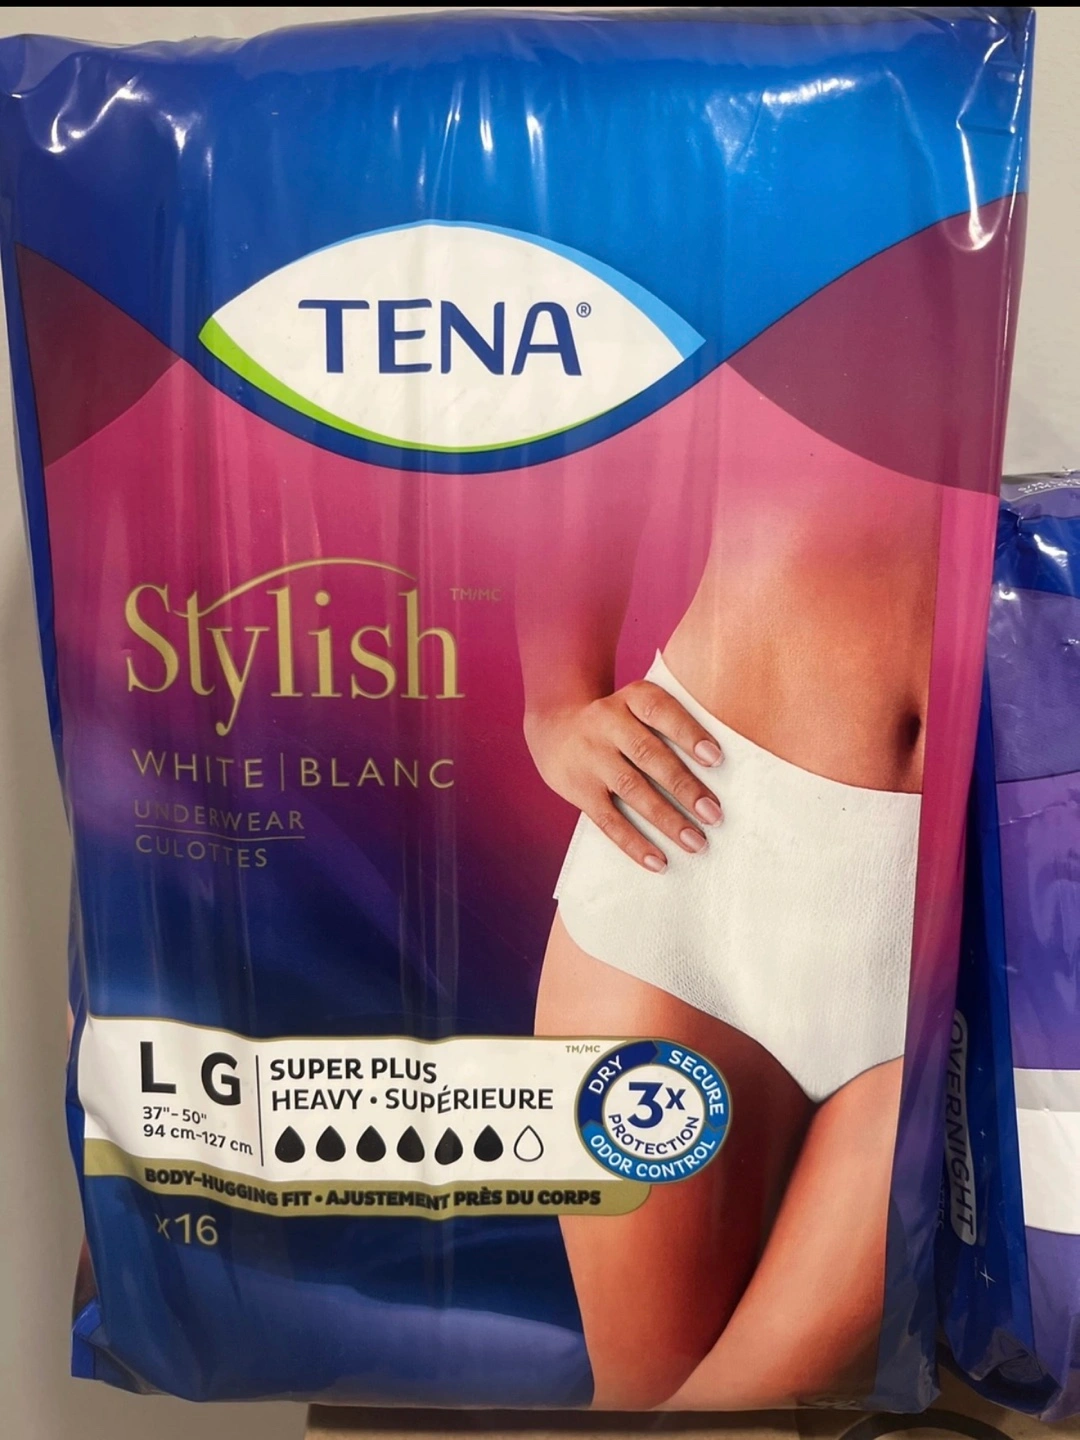 TENA®
Stylish TM/MC
WHITE | BLANC
UNDERWEAR
CULOTTES
L G
37"-50"
94 cm-127 cm
SUPER PLUS
HEAVY • SUPÉRIEURE
TM/MC
DRY
SECURE
3x
PROTECTION
ODOR CONTROL
BODY-HUGGING FIT • AJUSTEMENT PRÈS DU CORPS
x16
OVERNIGHT